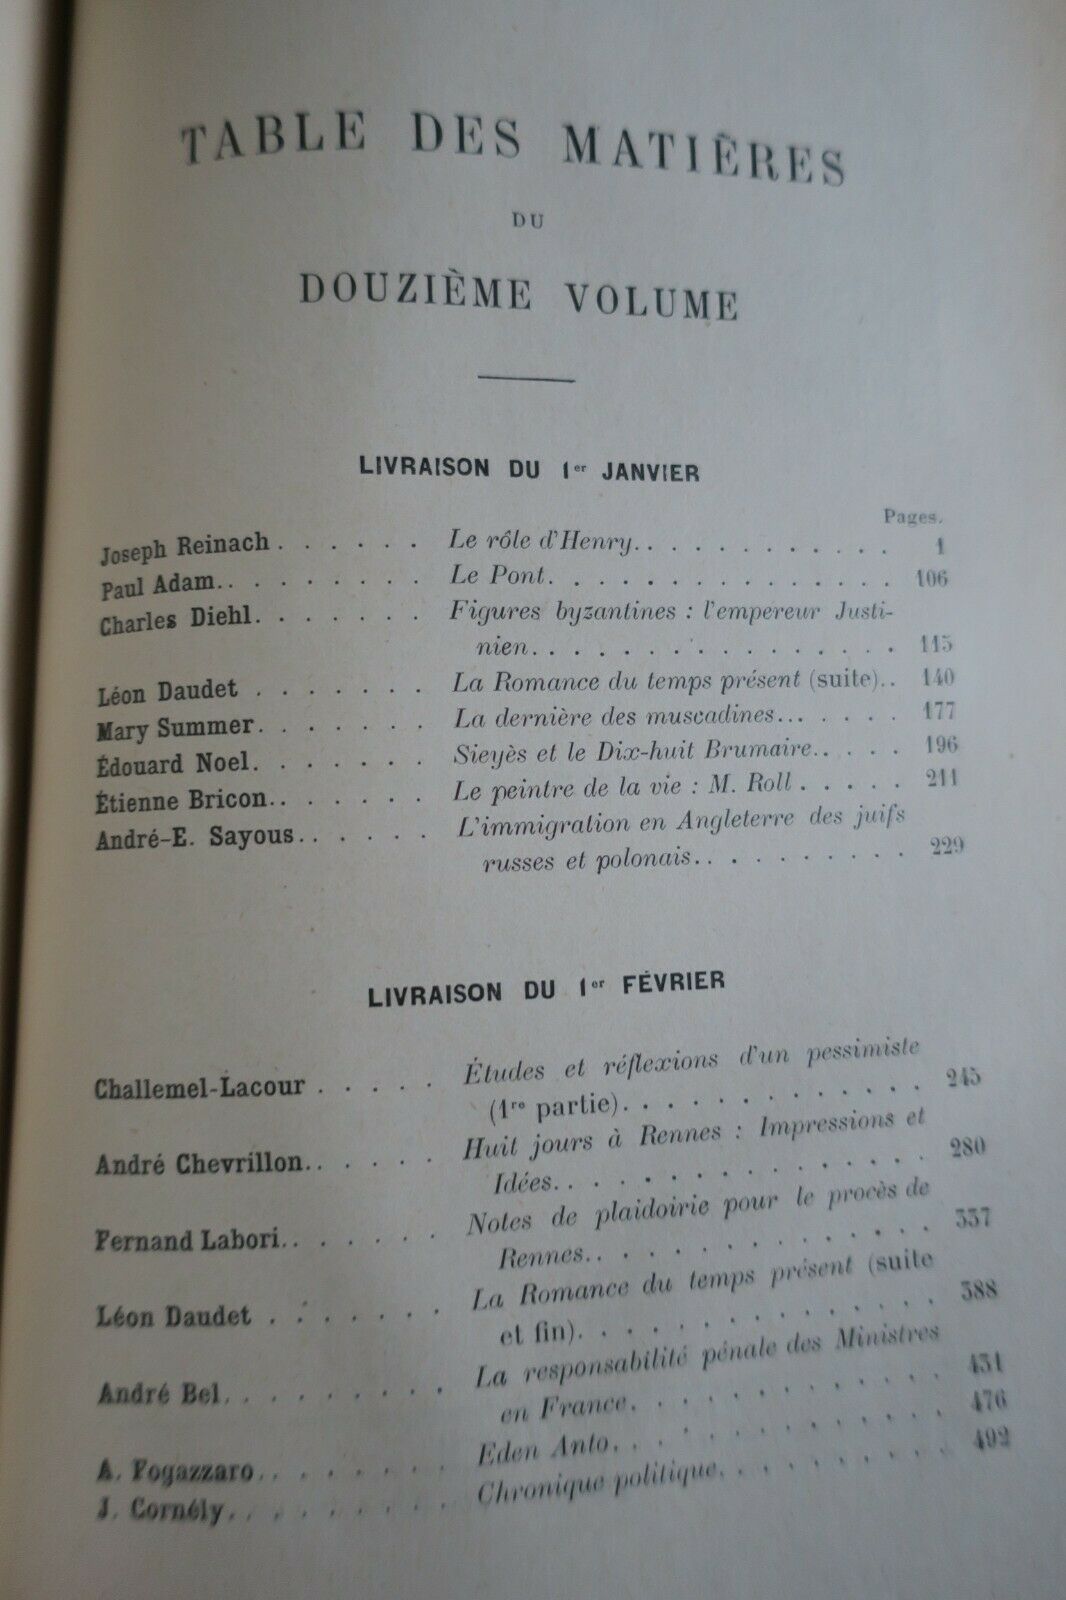 TABLE DES MATIÈRES
DU
DOUZIÈME VOLUME
LIVRAISON DU 1er JANVIER
Pages.
Joseph Reinach . . . . . . Le rôle d'Henry. . . . . . . . . . . . . 1
Paul Adam. . . . . . . . . Le Pont. . . . . . . . . . . . . . . . 106
Charles Diehl. . . . . . . Figures byzantines : l'empereur Justi-
nien. . . . . . . . . . . . . . . . . 115
Léon Daudet . . . . . . . La Romance du temps présent (suite). . 140
Mary Summer. . . . . . . La dernière des muscadines. . . . . . . 177
Édouard Noel. . . . . . . Sieyès et le Dix-huit Brumaire. . . . . 196
Étienne Bricon. . . . . . . Le peintre de la vie : M. Roll . . . . . 211
André-E. Sayous. . . . . . L'immigration en Angleterre des juifs
russes et polonais. . . . . . . . . . 229
LIVRAISON DU 1er FÉVRIER
Challemel-Lacour . . . . . Études et réflexions d'un pessimiste
(1re partie). . . . . . . . . . . . . 245
André Chevrillon. . . . . . Huit jours à Rennes : Impressions et
Idées. . . . . . . . . . . . . . . . 280
Fernand Labori. . . . . . . Notes de plaidoirie pour le procès de
Rennes. . . . . . . . . . . . . . . 337
Léon Daudet . . . . . . . La Romance du temps présent (suite
et fin). . . . . . . . . . . . . . . 388
André Bel. . . . . . . . . La responsabilité pénale des Ministres
en France. . . . . . . . . . . . . 431
A. Fogazzaro. . . . . . . . Eden Anto. . . . . . . . . . . . . 476
J. Cornély. . . . . . . . . Chronique politique. . . . . . . . . . 492